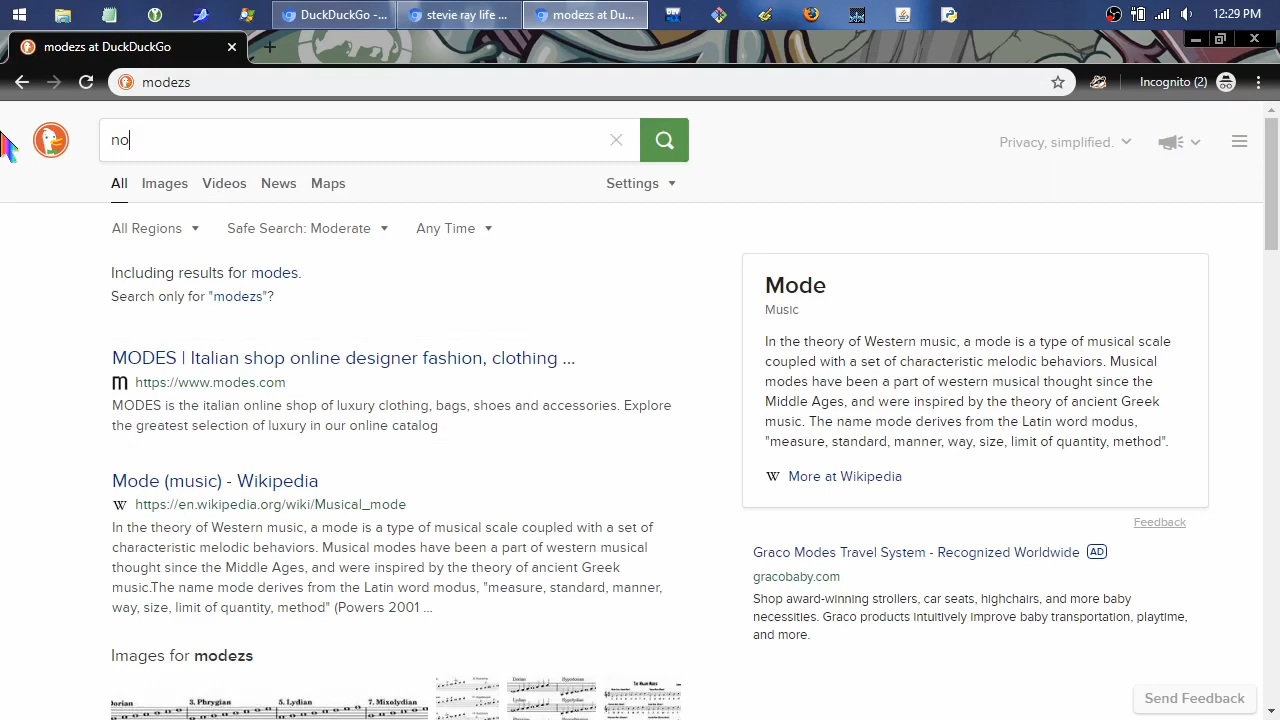 DuckDuckGo -...
stevie ray life ...
modezs at Du...
12:29 PM
modezs at DuckDuckGo
modezs
Incognito (2)
no
Privacy, simplified.
All Images Videos News Maps Settings
All Regions Safe Search: Moderate Any Time
Including results for modes.
Search only for "modezs"?
MODES | Italian shop online designer fashion, clothing ...
m https://www.modes.com
MODES is the italian online shop of luxury clothing, bags, shoes and accessories. Explore
the greatest selection of luxury in our online catalog
Mode (music) - Wikipedia
W https://en.wikipedia.org/wiki/Musical_mode
In the theory of Western music, a mode is a type of musical scale coupled with a set of
characteristic melodic behaviors. Musical modes have been a part of western musical
thought since the Middle Ages, and were inspired by the theory of ancient Greek
music.The name mode derives from the Latin word modus, "measure, standard, manner,
way, size, limit of quantity, method" (Powers 2001 ...
Images for modezs
Dorian 3. Phrygian 5. Lydian 7. Mixolydian
Mode
Music
In the theory of Western music, a mode is a type of musical scale
coupled with a set of characteristic melodic behaviors. Musical
modes have been a part of western musical thought since the
Middle Ages, and were inspired by the theory of ancient Greek
music. The name mode derives from the Latin word modus,
"measure, standard, manner, way, size, limit of quantity, method".
W More at Wikipedia
Feedback
Graco Modes Travel System - Recognized Worldwide AD
gracobaby.com
Shop award-winning strollers, car seats, highchairs, and more baby
necessities. Graco products intuitively improve baby transportation, playtime,
and more.
Send Feedback